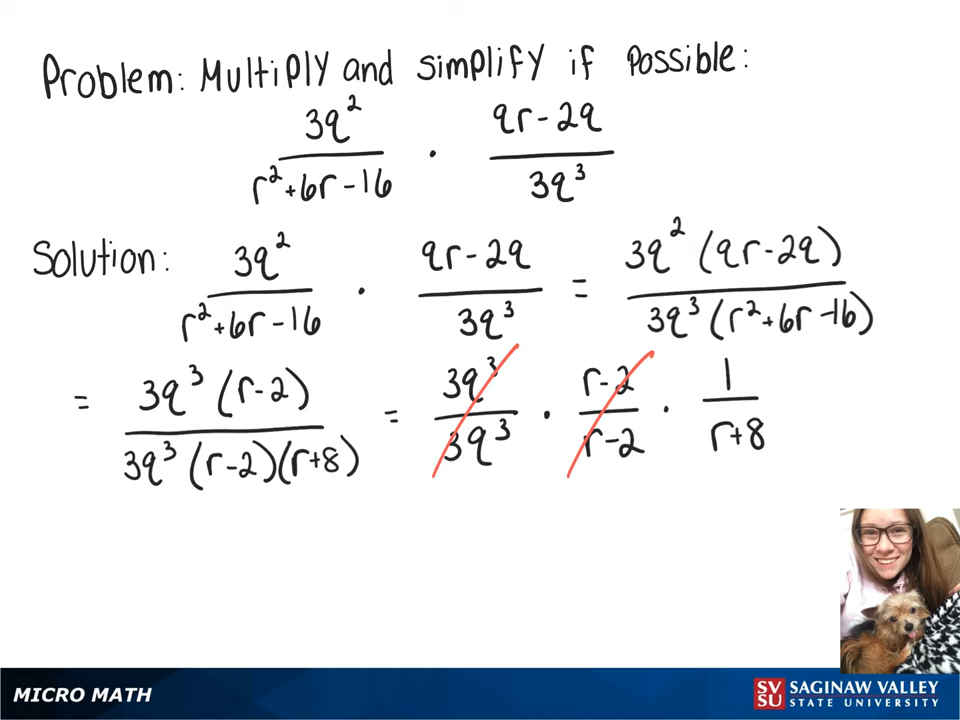 Problem: Multiply and simplify if possible:
3q² / r²+6r-16 · qr-2q / 3q³
Solution: 3q² / r²+6r-16 · qr-2q / 3q³ = 3q²(qr-2q) / 3q³(r²+6r-16)
= 3q³(r-2) / 3q³(r-2)(r+8) = 3q³ / 3q³ · r-2 / r-2 · 1 / r+8
MICRO MATH
SV SU SAGINAW VALLEY
STATE UNIVERSITY